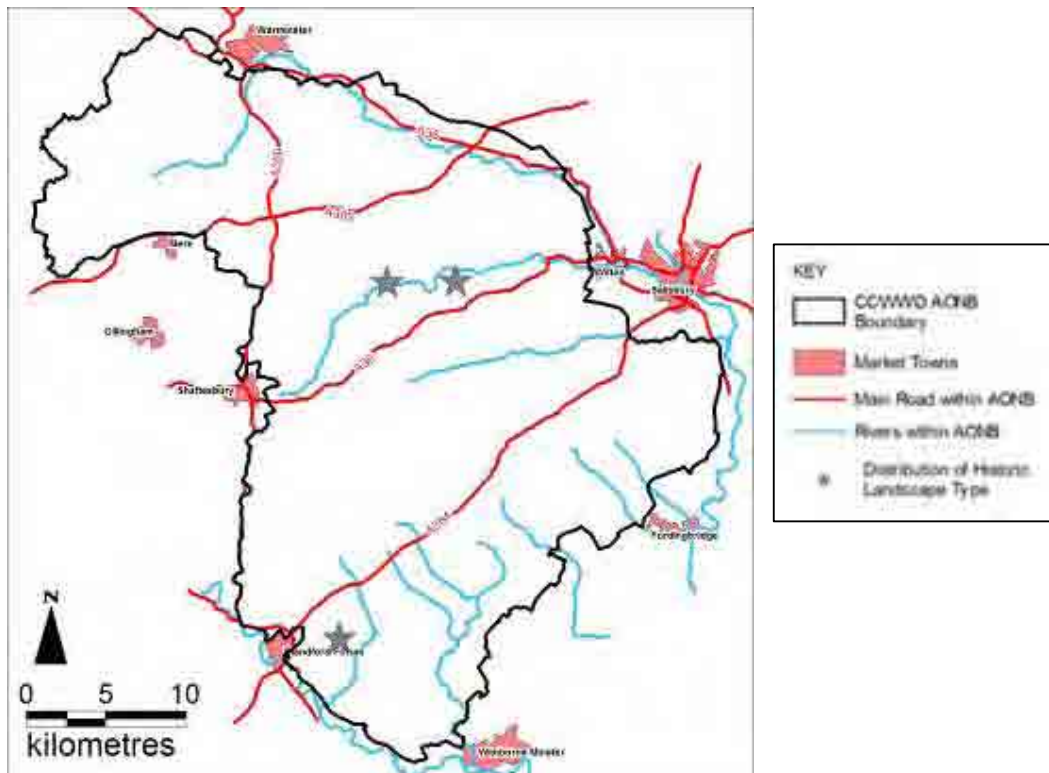 Warminster
A36
A350
A303
Mere
Wilton
Salisbury
Gillingham
Shaftesbury
A30
A354
Fordingbridge
Blandford Forum
Wimborne Minster
N
0 5 10
kilometres
KEY
CCWWD AONB
Boundary
Market Towns
Main Road within AONB
Rivers within AONB
Distribution of Historic
Landscape Type